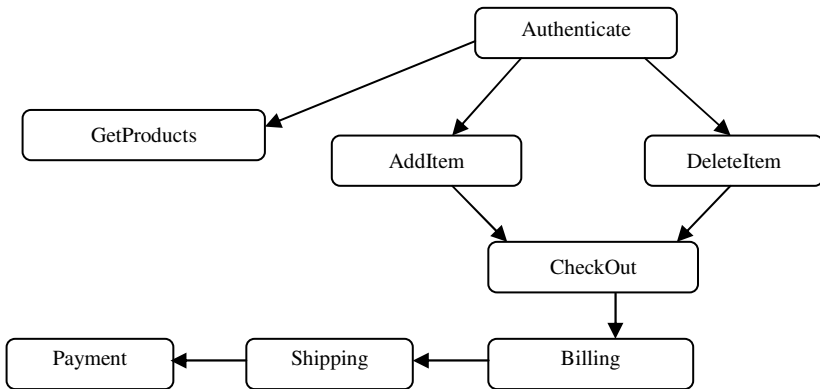 Authenticate
GetProducts
AddItem
DeleteItem
CheckOut
Payment
Shipping
Billing